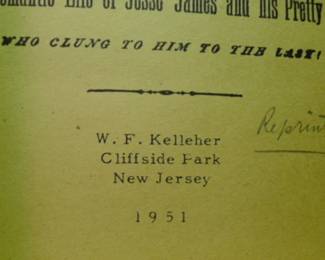 Life of Jesse James and his Pretty
WHO CLUNG TO HIM TO THE LAST!
W. F. Kelleher
Cliffside Park
New Jersey
Reprint
1951